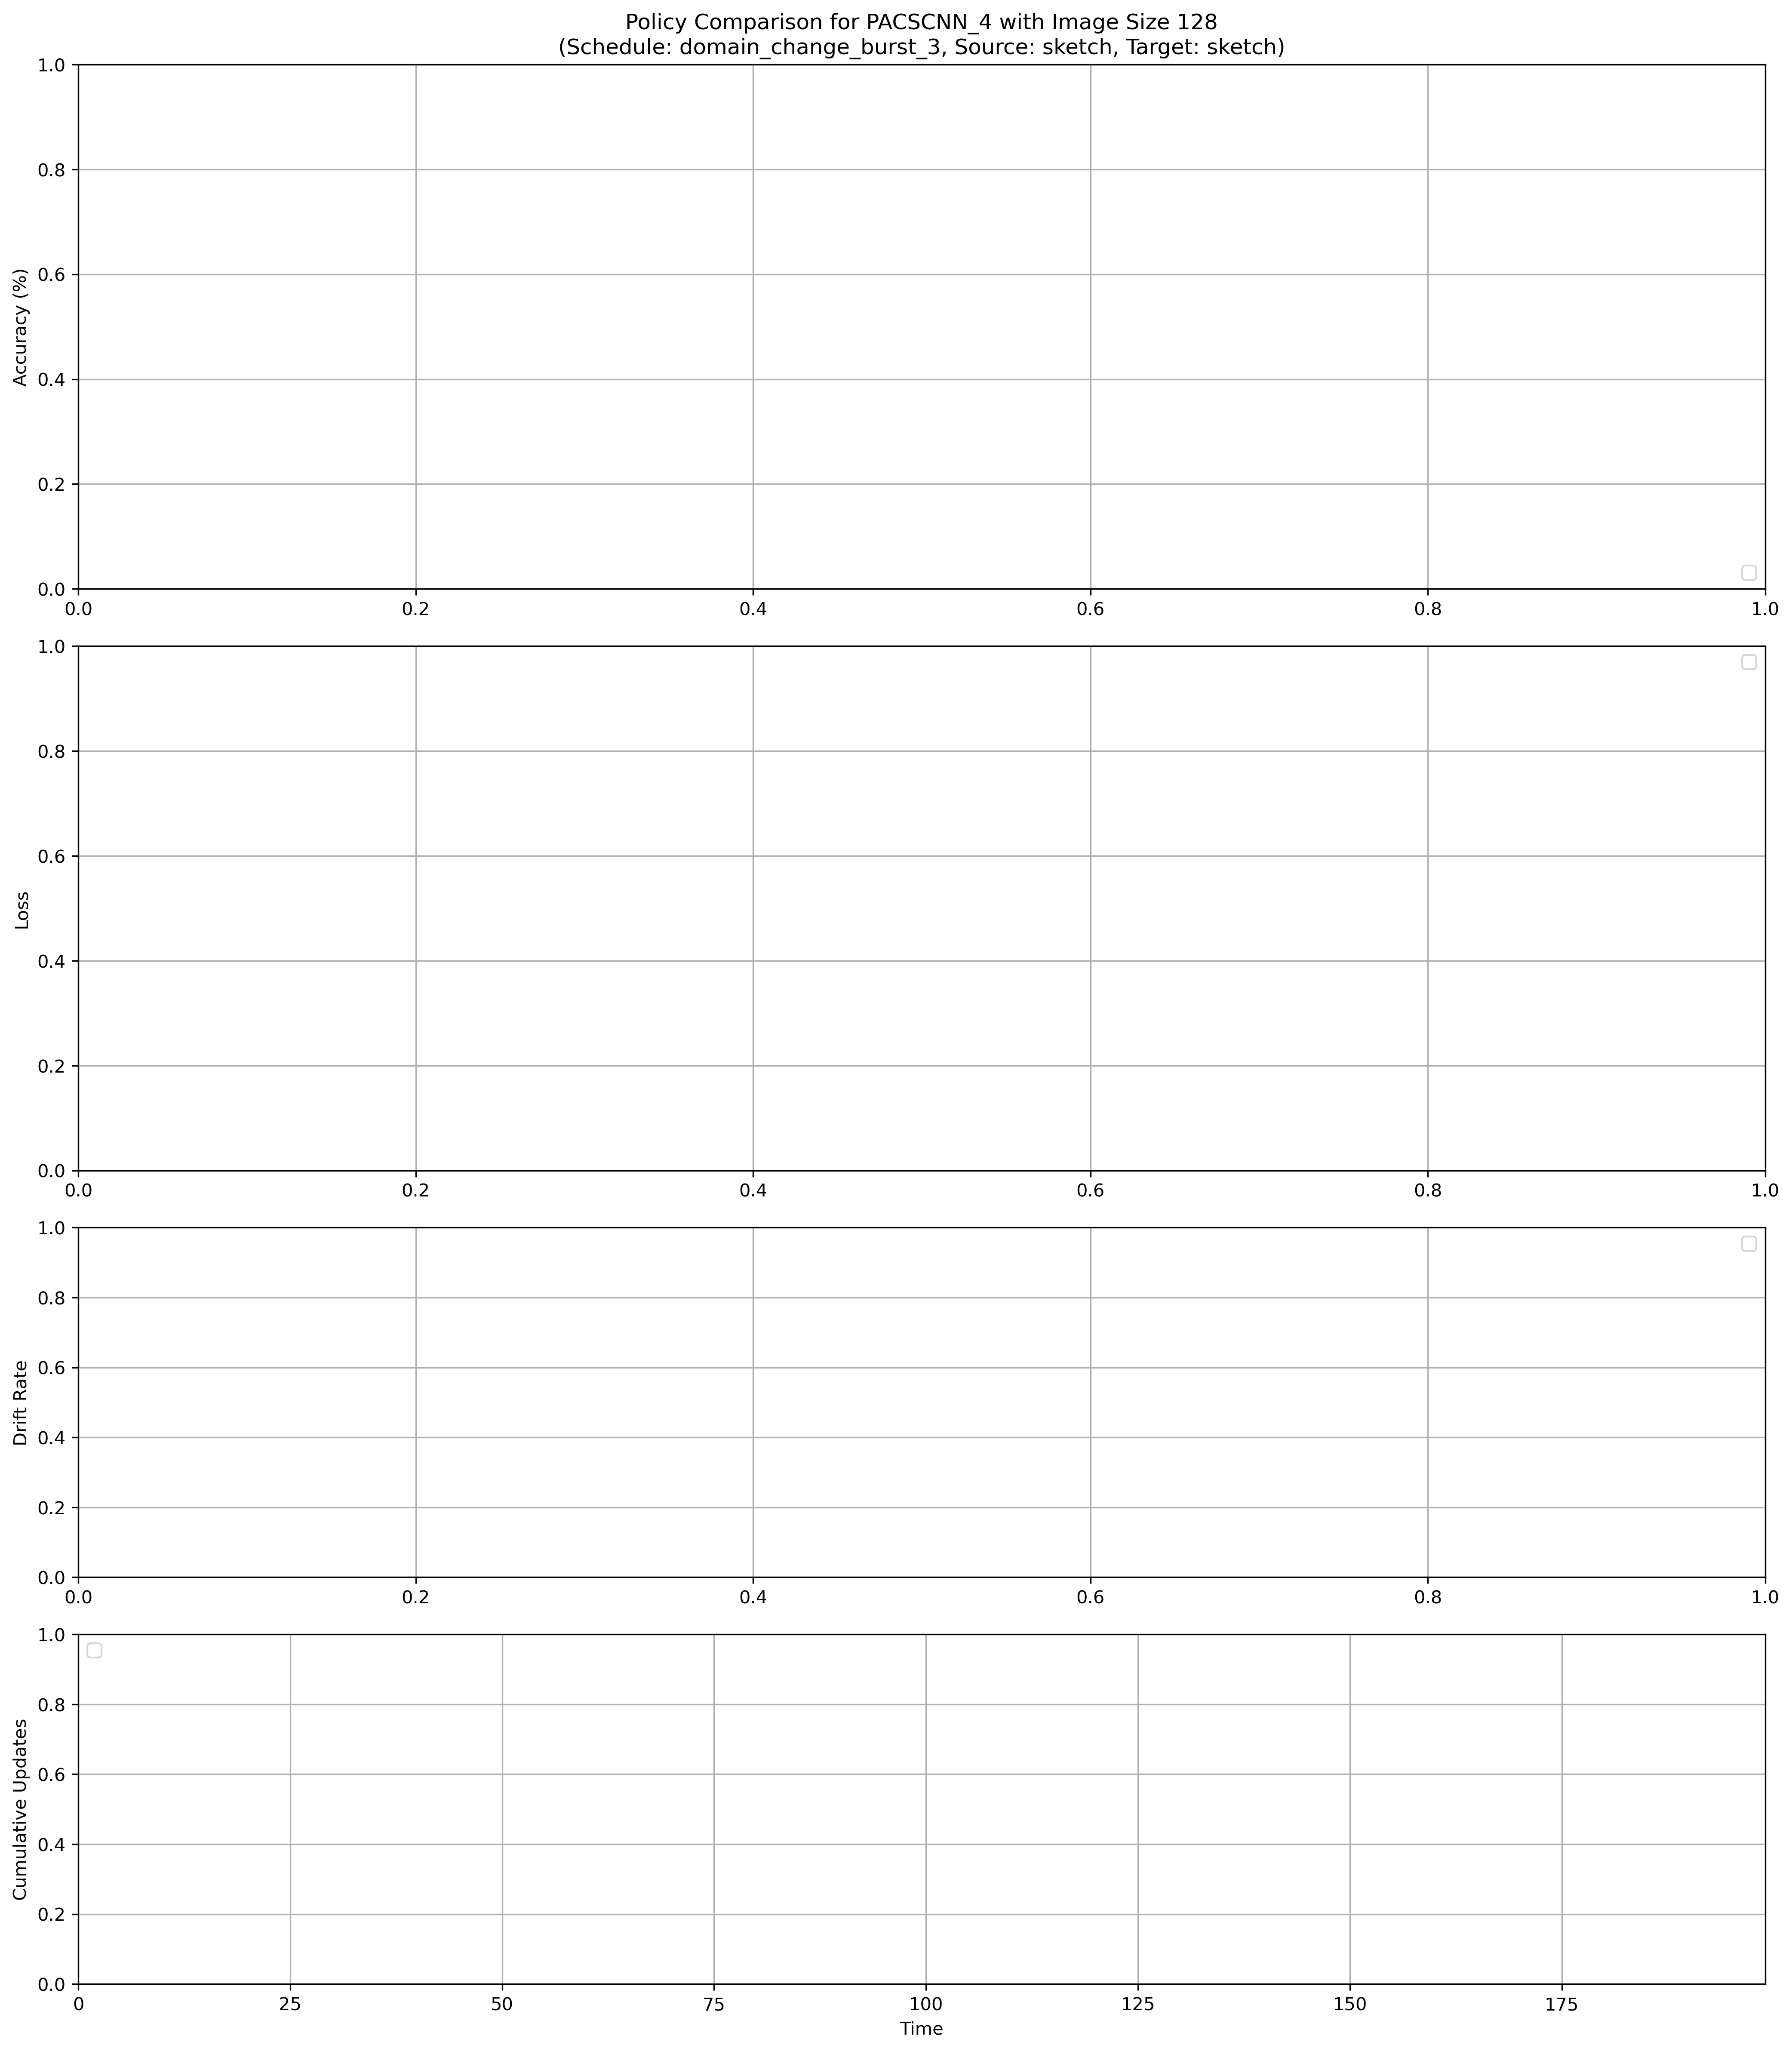 Policy Comparison for PACSCNN_4 with Image Size 128
(Schedule: domain_change_burst_3, Source: sketch, Target: sketch)
1.0
0.8
0.6
0.4
0.2
0.0
Accuracy (%)
0.0 0.2 0.4 0.6 0.8 1.0
1.0
0.8
0.6
0.4
0.2
0.0
Loss
0.0 0.2 0.4 0.6 0.8 1.0
1.0
0.8
0.6
0.4
0.2
0.0
Drift Rate
0.0 0.2 0.4 0.6 0.8 1.0
1.0
0.8
0.6
0.4
0.2
0.0
Cumulative Updates
0 25 50 75 100 125 150 175
Time